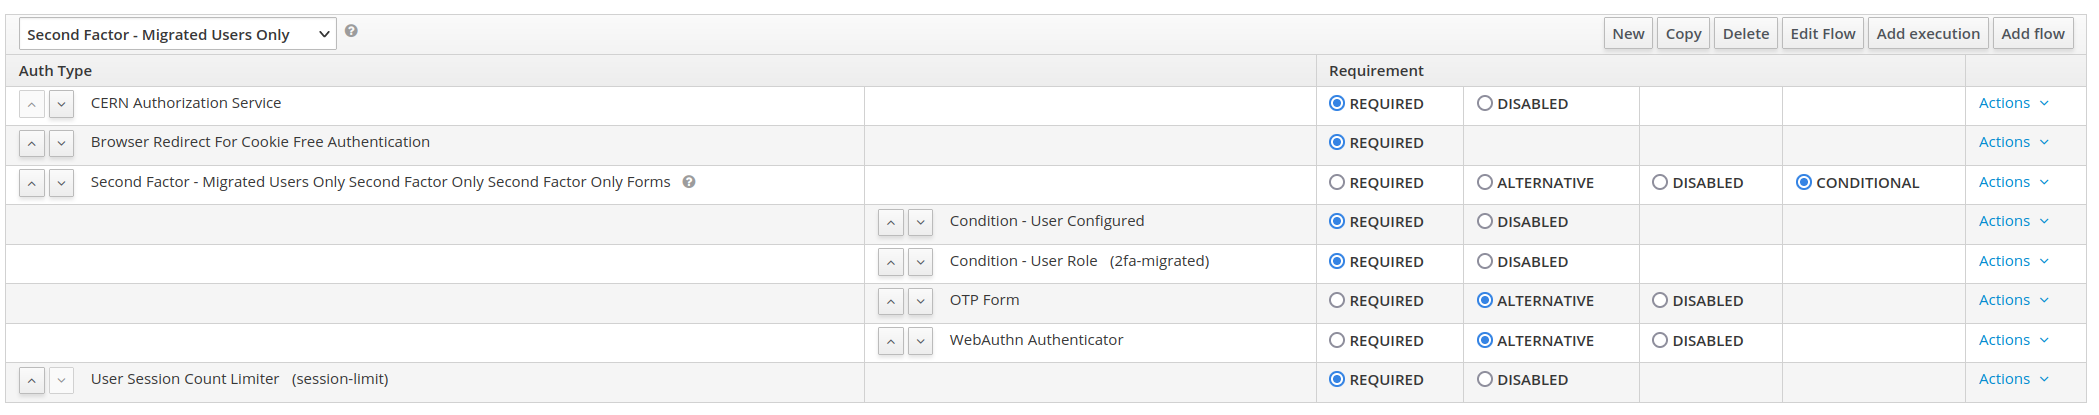 Second Factor - Migrated Users Only New Copy Delete Edit Flow Add execution Add flow
Auth Type Requirement
CERN Authorization Service REQUIRED DISABLED Actions
Browser Redirect For Cookie Free Authentication REQUIRED Actions
Second Factor - Migrated Users Only Second Factor Only Second Factor Only Forms REQUIRED ALTERNATIVE DISABLED CONDITIONAL Actions
Condition - User Configured REQUIRED DISABLED Actions
Condition - User Role (2fa-migrated) REQUIRED DISABLED Actions
OTP Form REQUIRED ALTERNATIVE DISABLED Actions
WebAuthn Authenticator REQUIRED ALTERNATIVE DISABLED Actions
User Session Count Limiter (session-limit) REQUIRED DISABLED Actions